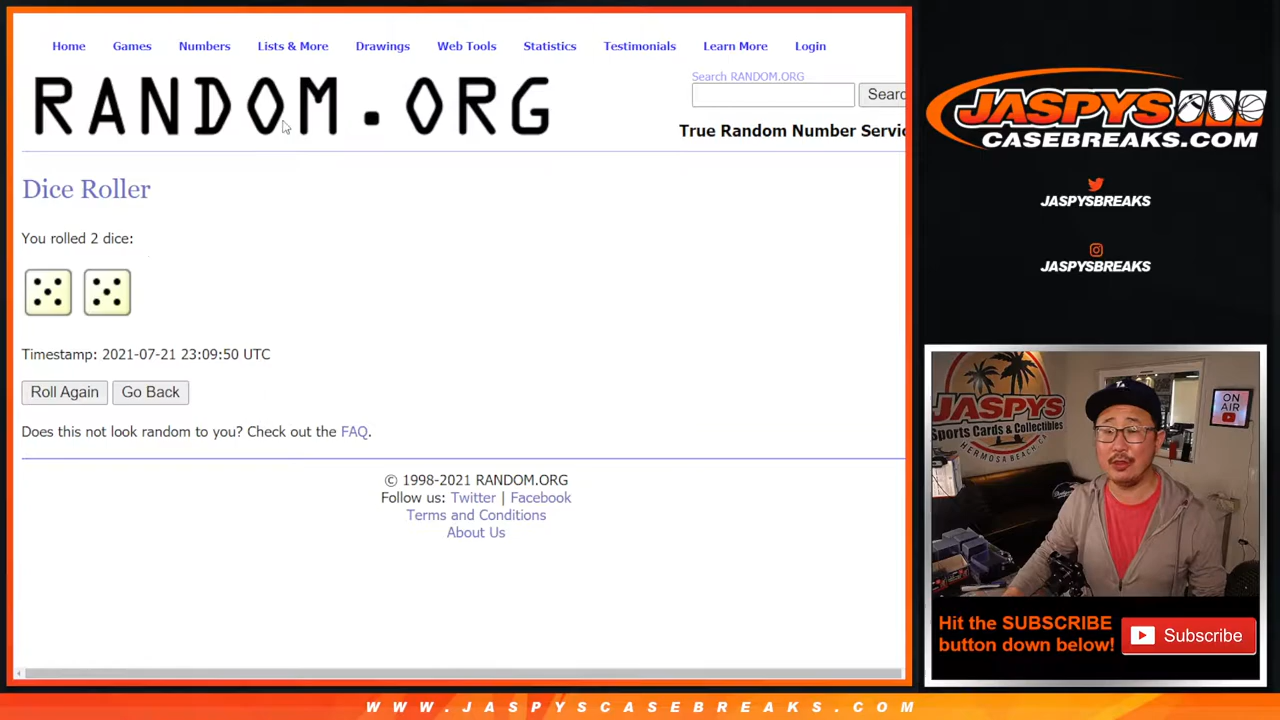 Home Games Numbers Lists & More Drawings Web Tools Statistics Testimonials Learn More Login
RANDOM.ORG
Search RANDOM.ORG
Searc
True Random Number Servic
Dice Roller
You rolled 2 dice:
Timestamp: 2021-07-21 23:09:50 UTC
Roll Again Go Back
Does this not look random to you? Check out the FAQ.
© 1998-2021 RANDOM.ORG
Follow us: Twitter | Facebook
Terms and Conditions
About Us
JASPYS
CASEBREAKS.COM
JASPYSBREAKS
JASPYSBREAKS
JASPYS
Sports Cards & Collectibles
HERMOSA BEACH CA
ON
AIR
Hit the SUBSCRIBE
button down below!
Subscribe
WWW.JASPYSCASEBREAKS.COM